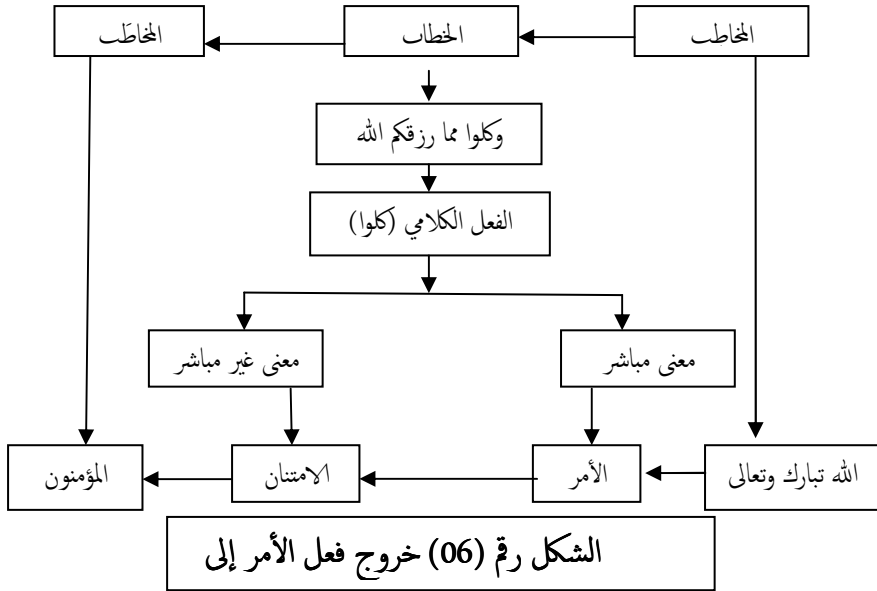 المخاطب
الخطاب
المخاطَب
وكلوا مما رزقكم الله
الفعل الكلامي (كلوا)
معنى مباشر
معنى غير مباشر
الله تبارك وتعالى
الأمر
الامتنان
المؤمنون
الشكل رقم (06) خروج فعل الأمر إلى